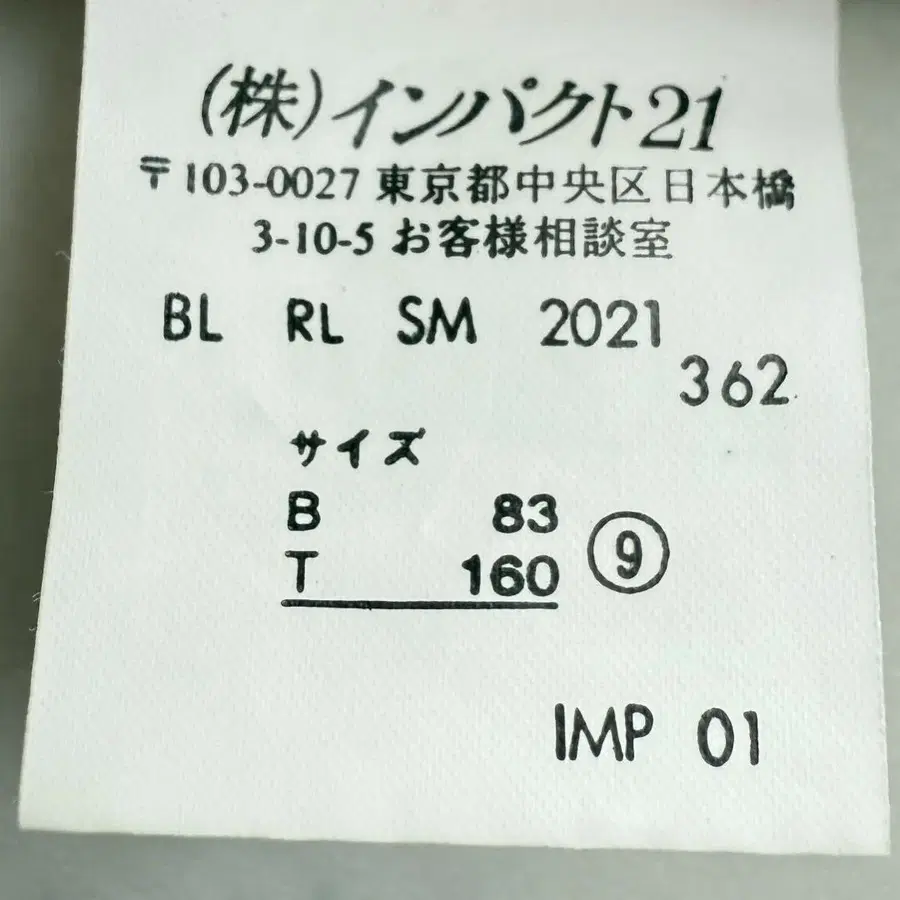 (株)インパクト21
〒103-0027 東京都中央区日本橋
3-10-5 お客様相談室
BL RL SM 2021
362
サイズ
B 83
T 160 ⑨
IMP 01